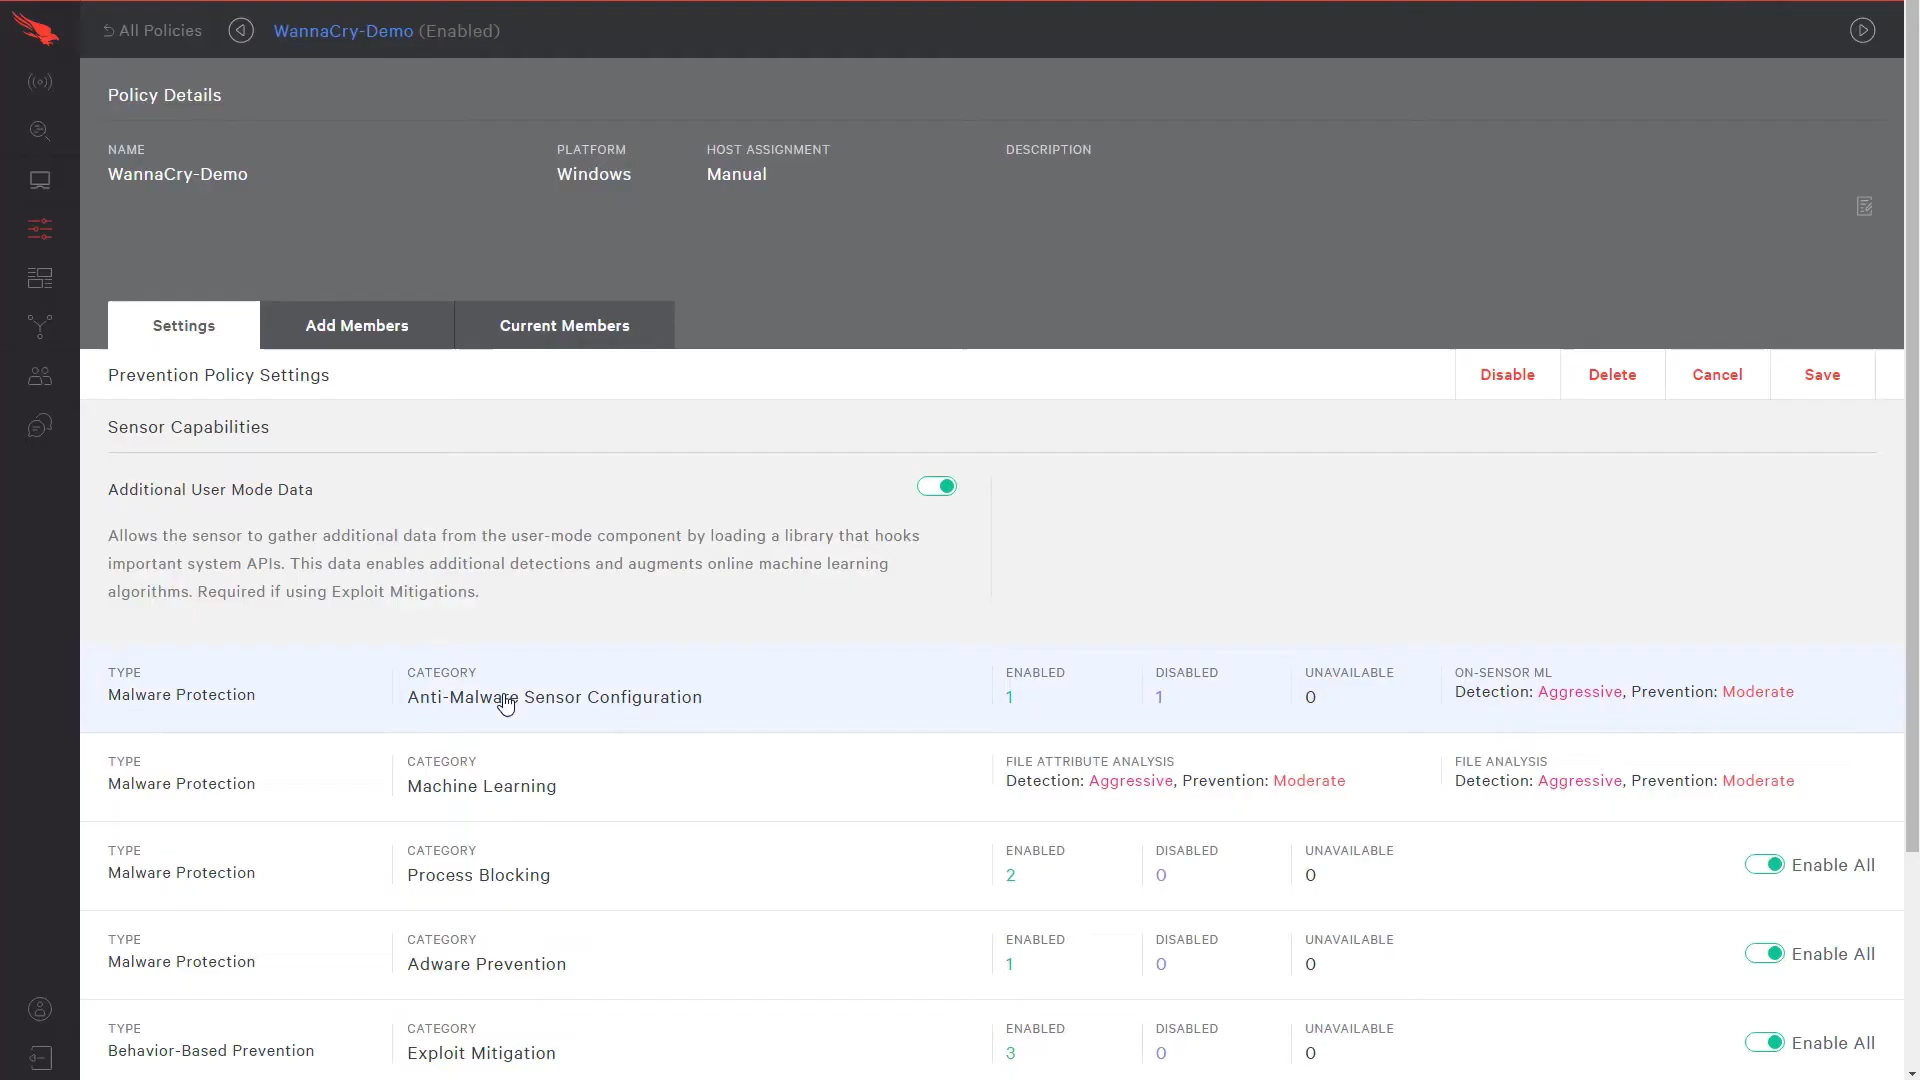 All Policies
WannaCry-Demo (Enabled)
Policy Details
NAME PLATFORM HOST ASSIGNMENT DESCRIPTION
WannaCry-Demo Windows Manual
Settings Add Members Current Members
Prevention Policy Settings Disable Delete Cancel Save
Sensor Capabilities
Additional User Mode Data
Allows the sensor to gather additional data from the user-mode component by loading a library that hooks
important system APIs. This data enables additional detections and augments online machine learning
algorithms. Required if using Exploit Mitigations.
TYPE CATEGORY ENABLED DISABLED UNAVAILABLE ON-SENSOR ML
Malware Protection Anti-Malware Sensor Configuration 1 1 0 Detection: Aggressive, Prevention: Moderate
TYPE CATEGORY FILE ATTRIBUTE ANALYSIS FILE ANALYSIS
Malware Protection Machine Learning Detection: Aggressive, Prevention: Moderate Detection: Aggressive, Prevention: Moderate
TYPE CATEGORY ENABLED DISABLED UNAVAILABLE
Malware Protection Process Blocking 2 0 0 Enable All
TYPE CATEGORY ENABLED DISABLED UNAVAILABLE
Malware Protection Adware Prevention 1 0 0 Enable All
TYPE CATEGORY ENABLED DISABLED UNAVAILABLE
Behavior-Based Prevention Exploit Mitigation 3 0 0 Enable All